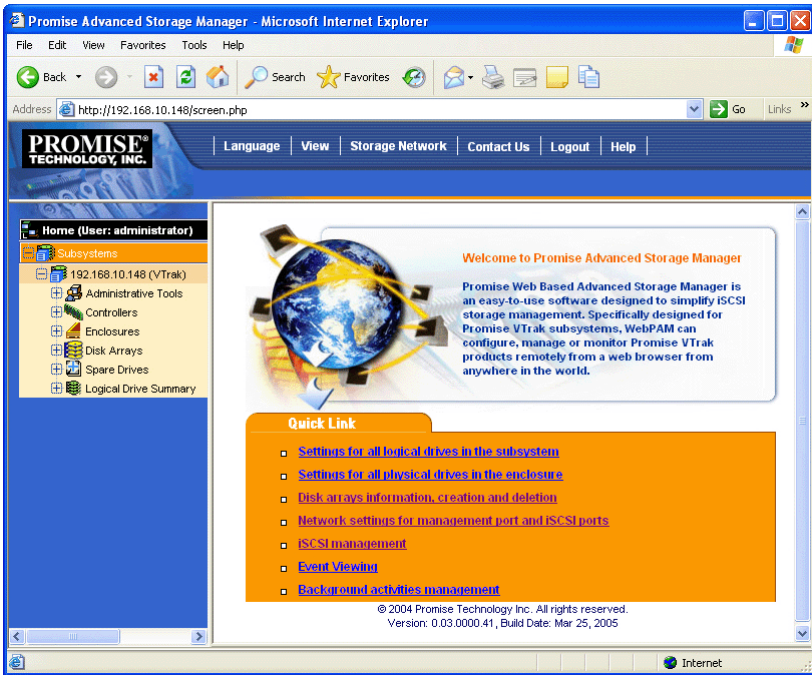 Promise Advanced Storage Manager - Microsoft Internet Explorer
File Edit View Favorites Tools Help
Back Search Favorites
Address http://192.168.10.148/screen.php Go Links »
PROMISE®
TECHNOLOGY, INC.
Language View Storage Network Contact Us Logout Help
Home (User: administrator)
Subsystems
192.168.10.148 (VTrak)
Administrative Tools
Controllers
Enclosures
Disk Arrays
Spare Drives
Logical Drive Summary
Welcome to Promise Advanced Storage Manager
Promise Web Based Advanced Storage Manager is
an easy-to-use software designed to simplify iSCSI
storage management. Specifically designed for
Promise VTrak subsystems, WebPAM can
configure, manage or monitor Promise VTrak
products remotely from a web browser from
anywhere in the world.
Quick Link
Settings for all logical drives in the subsystem
Settings for all physical drives in the enclosure
Disk arrays information, creation and deletion
Network settings for management port and iSCSI ports
iSCSI management
Event Viewing
Background activities management
© 2004 Promise Technology Inc. All rights reserved.
Version: 0.03.0000.41, Build Date: Mar 25, 2005
Internet